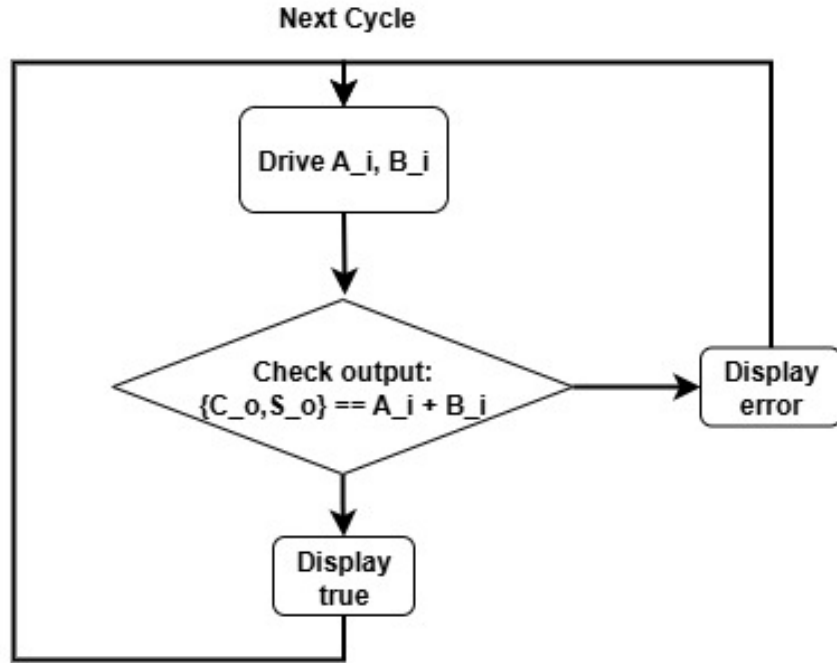 Next Cycle
Drive A_i, B_i
Check output:
{C_o,S_o} == A_i + B_i
Display
error
Display
true